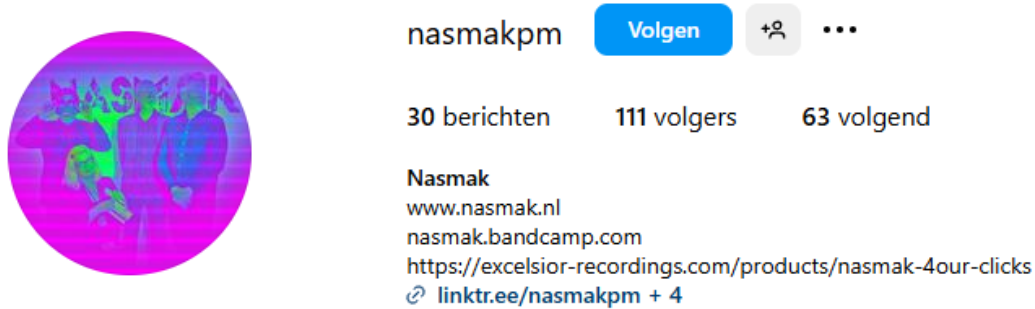 NASMAK
nasmakpm Volgen
30 berichten 111 volgers 63 volgend
Nasmak
www.nasmak.nl
nasmak.bandcamp.com
https://excelsior-recordings.com/products/nasmak-4our-clicks
linktr.ee/nasmakpm + 4